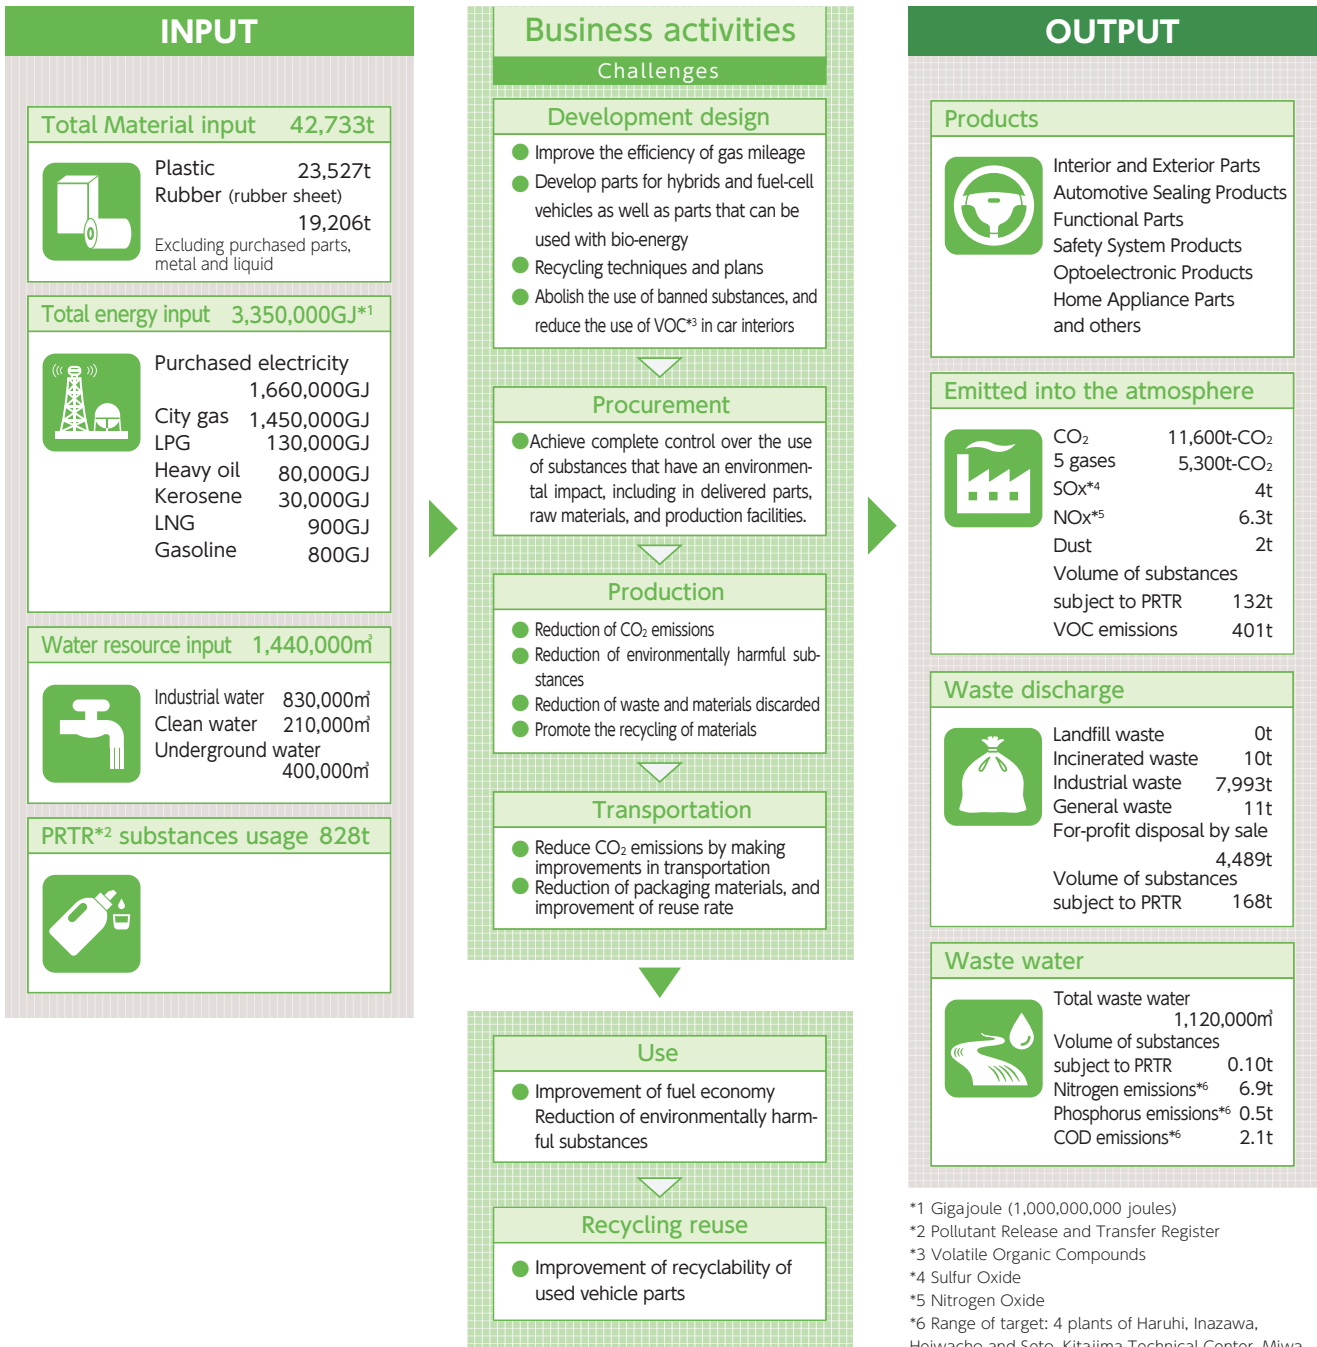 INPUT
Total Material input 42,733t
Plastic 23,527t
Rubber (rubber sheet)
19,206t
Excluding purchased parts,
metal and liquid
Total energy input 3,350,000GJ*1
Purchased electricity
1,660,000GJ
City gas 1,450,000GJ
LPG 130,000GJ
Heavy oil 80,000GJ
Kerosene 30,000GJ
LNG 900GJ
Gasoline 800GJ
Water resource input 1,440,000㎥
Industrial water 830,000㎥
Clean water 210,000㎥
Underground water
400,000㎥
PRTR*2 substances usage 828t
Business activities
Challenges
Development design
● Improve the efficiency of gas mileage
● Develop parts for hybrids and fuel-cell
vehicles as well as parts that can be
used with bio-energy
● Recycling techniques and plans
● Abolish the use of banned substances, and
reduce the use of VOC*3 in car interiors
Procurement
●Achieve complete control over the use
of substances that have an environmen-
tal impact, including in delivered parts,
raw materials, and production facilities.
Production
● Reduction of CO2 emissions
● Reduction of environmentally harmful sub-
stances
● Reduction of waste and materials discarded
● Promote the recycling of materials
Transportation
● Reduce CO2 emissions by making
improvements in transportation
● Reduction of packaging materials, and
improvement of reuse rate
Use
● Improvement of fuel economy
Reduction of environmentally harm-
ful substances
Recycling reuse
● Improvement of recyclability of
used vehicle parts
OUTPUT
Products
Interior and Exterior Parts
Automotive Sealing Products
Functional Parts
Safety System Products
Optoelectronic Products
Home Appliance Parts
and others
Emitted into the atmosphere
CO2 11,600t-CO2
5 gases 5,300t-CO2
SOx*4 4t
NOx*5 6.3t
Dust 2t
Volume of substances
subject to PRTR 132t
VOC emissions 401t
Waste discharge
Landfill waste 0t
Incinerated waste 10t
Industrial waste 7,993t
General waste 11t
For-profit disposal by sale
4,489t
Volume of substances
subject to PRTR 168t
Waste water
Total waste water
1,120,000㎥
Volume of substances
subject to PRTR 0.10t
Nitrogen emissions*6 6.9t
Phosphorus emissions*6 0.5t
COD emissions*6 2.1t
*1 Gigajoule (1,000,000,000 joules)
*2 Pollutant Release and Transfer Register
*3 Volatile Organic Compounds
*4 Sulfur Oxide
*5 Nitrogen Oxide
*6 Range of target: 4 plants of Haruhi, Inazawa,
Heiwacho and Seto, Kitajima Technical Center, Miwa